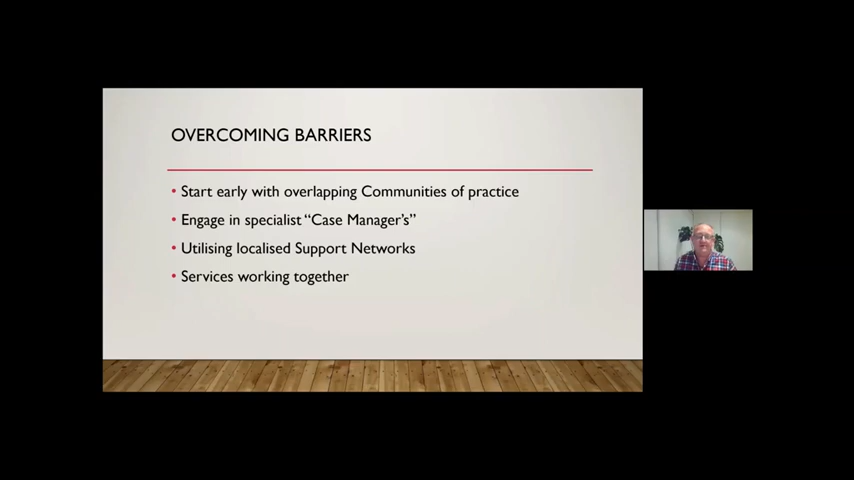 OVERCOMING BARRIERS
• Start early with overlapping Communities of practice
• Engage in specialist “Case Manager’s”
• Utilising localised Support Networks
• Services working together